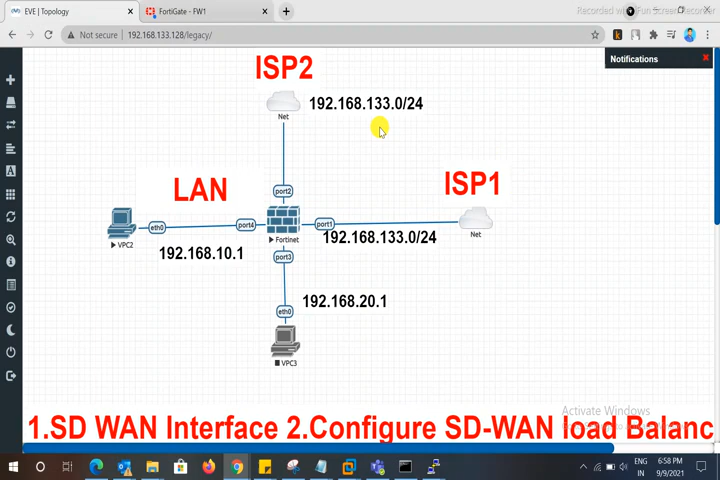 EVE | Topology
FortiGate - FW1
Recorded with iFun Screen Recorder
Not secure
192.168.133.128/legacy/
Notifications
ISP2
192.168.133.0/24
Net
port2
LAN
ISP1
eth0
port4
port1
Net
VPC2
Fortinet
192.168.133.0/24
192.168.10.1
port3
192.168.20.1
eth0
VPC3
Activate Windows
1.SD WAN Interface 2.Configure SD-WAN load Balanc
ENG
IN
6:58 PM
9/9/2021